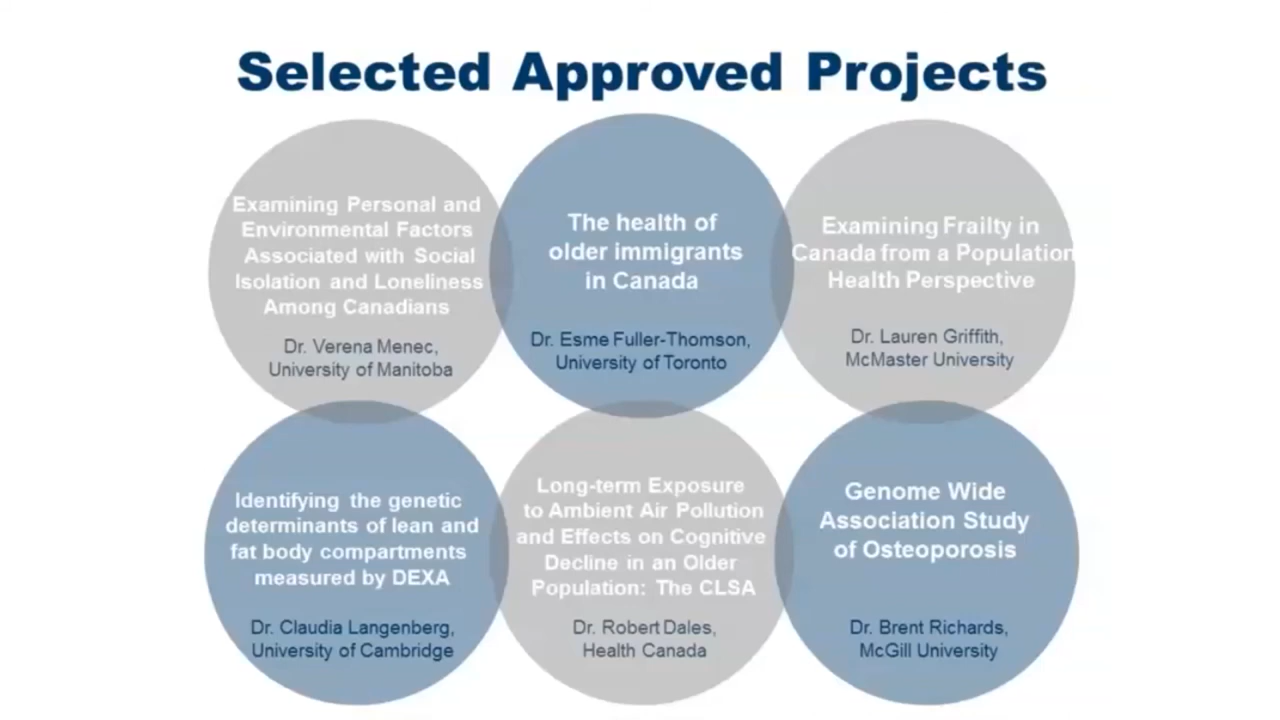 Selected Approved Projects
Examining Personal and
Environmental Factors
Associated with Social
Isolation and Loneliness
Among Canadians
Dr. Verena Menec,
University of Manitoba
The health of
older immigrants
in Canada
Dr. Esme Fuller-Thomson,
University of Toronto
Examining Frailty in
Canada from a Population
Health Perspective
Dr. Lauren Griffith,
McMaster University
Identifying the genetic
determinants of lean and
fat body compartments
measured by DEXA
Dr. Claudia Langenberg,
University of Cambridge
Long-term Exposure
to Ambient Air Pollution
and Effects on Cognitive
Decline in an Older
Population: The CLSA
Dr. Robert Dales,
Health Canada
Genome Wide
Association Study
of Osteoporosis
Dr. Brent Richards,
McGill University